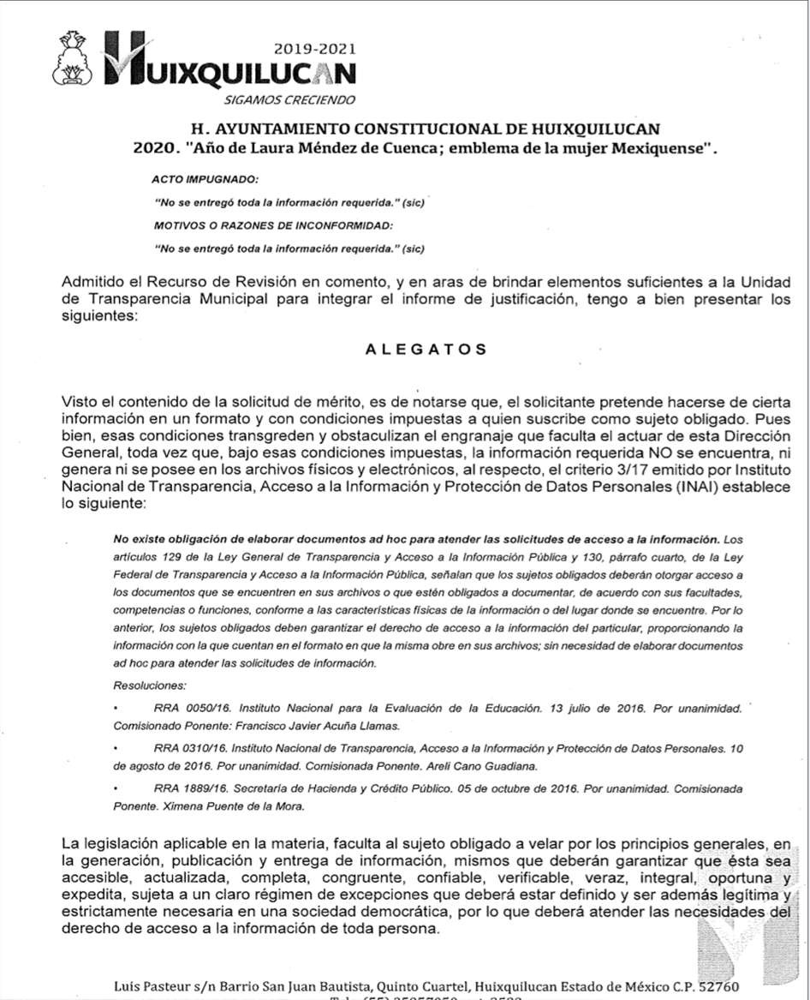 2019-2021
HUIXQUILUCAN
SIGAMOS CRECIENDO
H. AYUNTAMIENTO CONSTITUCIONAL DE HUIXQUILUCAN
2020. "Año de Laura Méndez de Cuenca; emblema de la mujer Mexiquense".
ACTO IMPUGNADO:
“No se entregó toda la información requerida.” (sic)
MOTIVOS O RAZONES DE INCONFORMIDAD:
“No se entregó toda la información requerida.” (sic)
Admitido el Recurso de Revisión en comento, y en aras de brindar elementos suficientes a la Unidad
de Transparencia Municipal para integrar el informe de justificación, tengo a bien presentar los
siguientes:
A L E G A T O S
Visto el contenido de la solicitud de mérito, es de notarse que, el solicitante pretende hacerse de cierta
información en un formato y con condiciones impuestas a quien suscribe como sujeto obligado. Pues
bien, esas condiciones transgreden y obstaculizan el engranaje que faculta el actuar de esta Dirección
General, toda vez que, bajo esas condiciones impuestas, la información requerida NO se encuentra, ni
genera ni se posee en los archivos físicos y electrónicos, al respecto, el criterio 3/17 emitido por Instituto
Nacional de Transparencia, Acceso a la Información y Protección de Datos Personales (INAI) establece
lo siguiente:
No existe obligación de elaborar documentos ad hoc para atender las solicitudes de acceso a la información. Los
artículos 129 de la Ley General de Transparencia y Acceso a la Información Pública y 130, párrafo cuarto, de la Ley
Federal de Transparencia y Acceso a la Información Pública, señalan que los sujetos obligados deberán otorgar acceso a
los documentos que se encuentren en sus archivos o que estén obligados a documentar, de acuerdo con sus facultades,
competencias o funciones, conforme a las características físicas de la información o del lugar donde se encuentre. Por lo
anterior, los sujetos obligados deben garantizar el derecho de acceso a la información del particular, proporcionando la
información con la que cuentan en el formato en que la misma obre en sus archivos; sin necesidad de elaborar documentos
ad hoc para atender las solicitudes de información.
Resoluciones:
• RRA 0050/16. Instituto Nacional para la Evaluación de la Educación. 13 julio de 2016. Por unanimidad.
Comisionado Ponente: Francisco Javier Acuña Llamas.
• RRA 0310/16. Instituto Nacional de Transparencia, Acceso a la Información y Protección de Datos Personales. 10
de agosto de 2016. Por unanimidad. Comisionada Ponente. Areli Cano Guadiana.
• RRA 1889/16. Secretaría de Hacienda y Crédito Público. 05 de octubre de 2016. Por unanimidad. Comisionada
Ponente. Ximena Puente de la Mora.
La legislación aplicable en la materia, faculta al sujeto obligado a velar por los principios generales, en
la generación, publicación y entrega de información, mismos que deberán garantizar que ésta sea
accesible, actualizada, completa, congruente, confiable, verificable, veraz, integral, oportuna y
expedita, sujeta a un claro régimen de excepciones que deberá estar definido y ser además legítima y
estrictamente necesaria en una sociedad democrática, por lo que deberá atender las necesidades del
derecho de acceso a la información de toda persona.
Luis Pasteur s/n Barrio San Juan Bautista, Quinto Cuartel, Huixquilucan Estado de México C.P. 52760